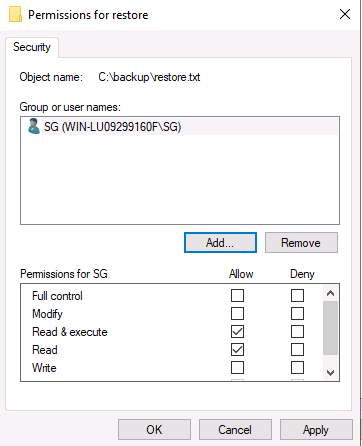 Permissions for restore
Security
Object name: C:\backup\restore.txt
Group or user names:
SG (WIN-LU09299160F\SG)
Add... Remove
Permissions for SG Allow Deny
Full control
Modify
Read & execute
Read
Write
OK Cancel Apply